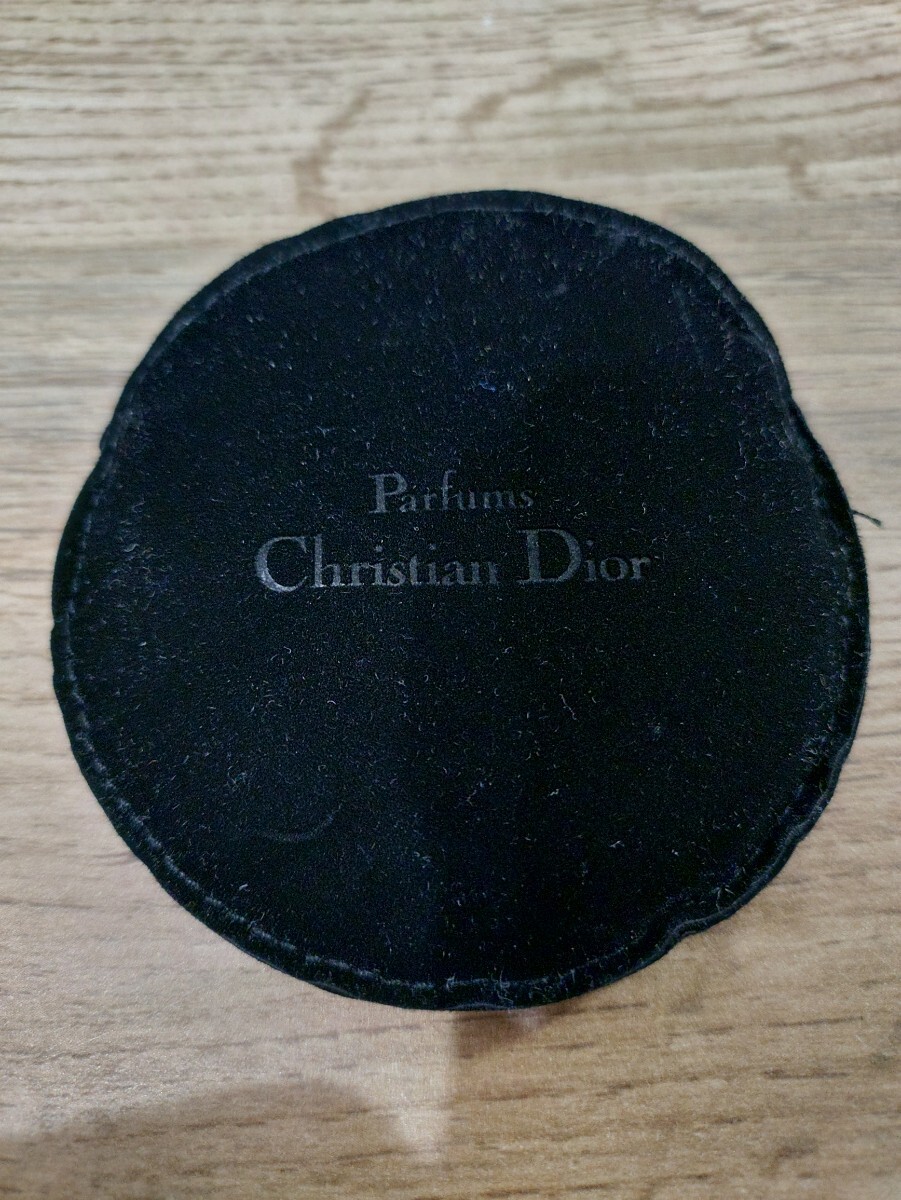 Parfums
Christian Dior